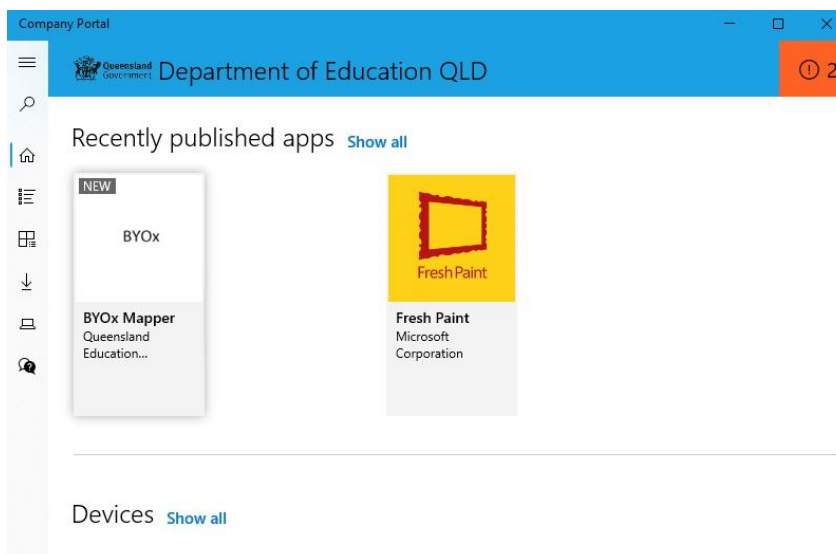 Company Portal
Queensland
Government
Department of Education QLD
2
Recently published apps Show all
NEW
BYOx
BYOx Mapper
Queensland
Education...
Fresh Paint
Fresh Paint
Microsoft
Corporation
Devices Show all